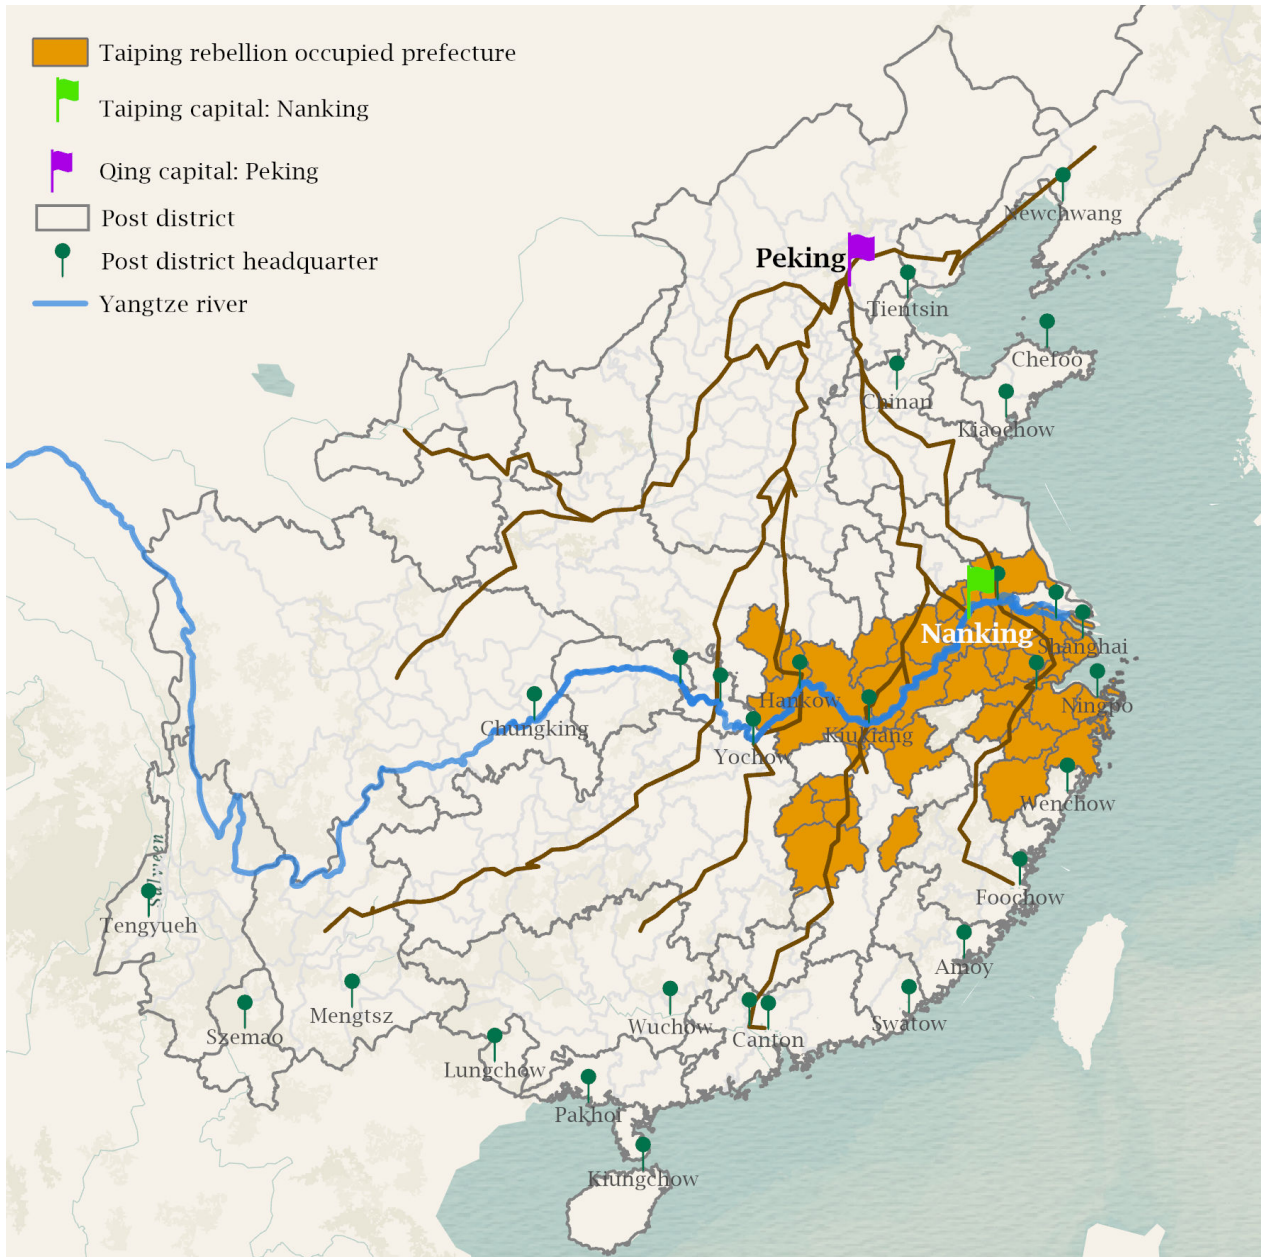 Taiping rebellion occupied prefecture
Taiping capital: Nanking
Qing capital: Peking
Post district
Post district headquarter
Yangtze river
Newchwang
Peking
Tientsin
Chefoo
Chinan
Kiaochow
Nanking
Shanghai
Hankow
Ningpo
Chungking
Kiukiang
Yochow
Wenchow
Salween
Foochow
Tengyueh
Amoy
Mengtsz
Szemao
Wuchow
Swatow
Canton
Lungchow
Pakhoi
Kiungchow